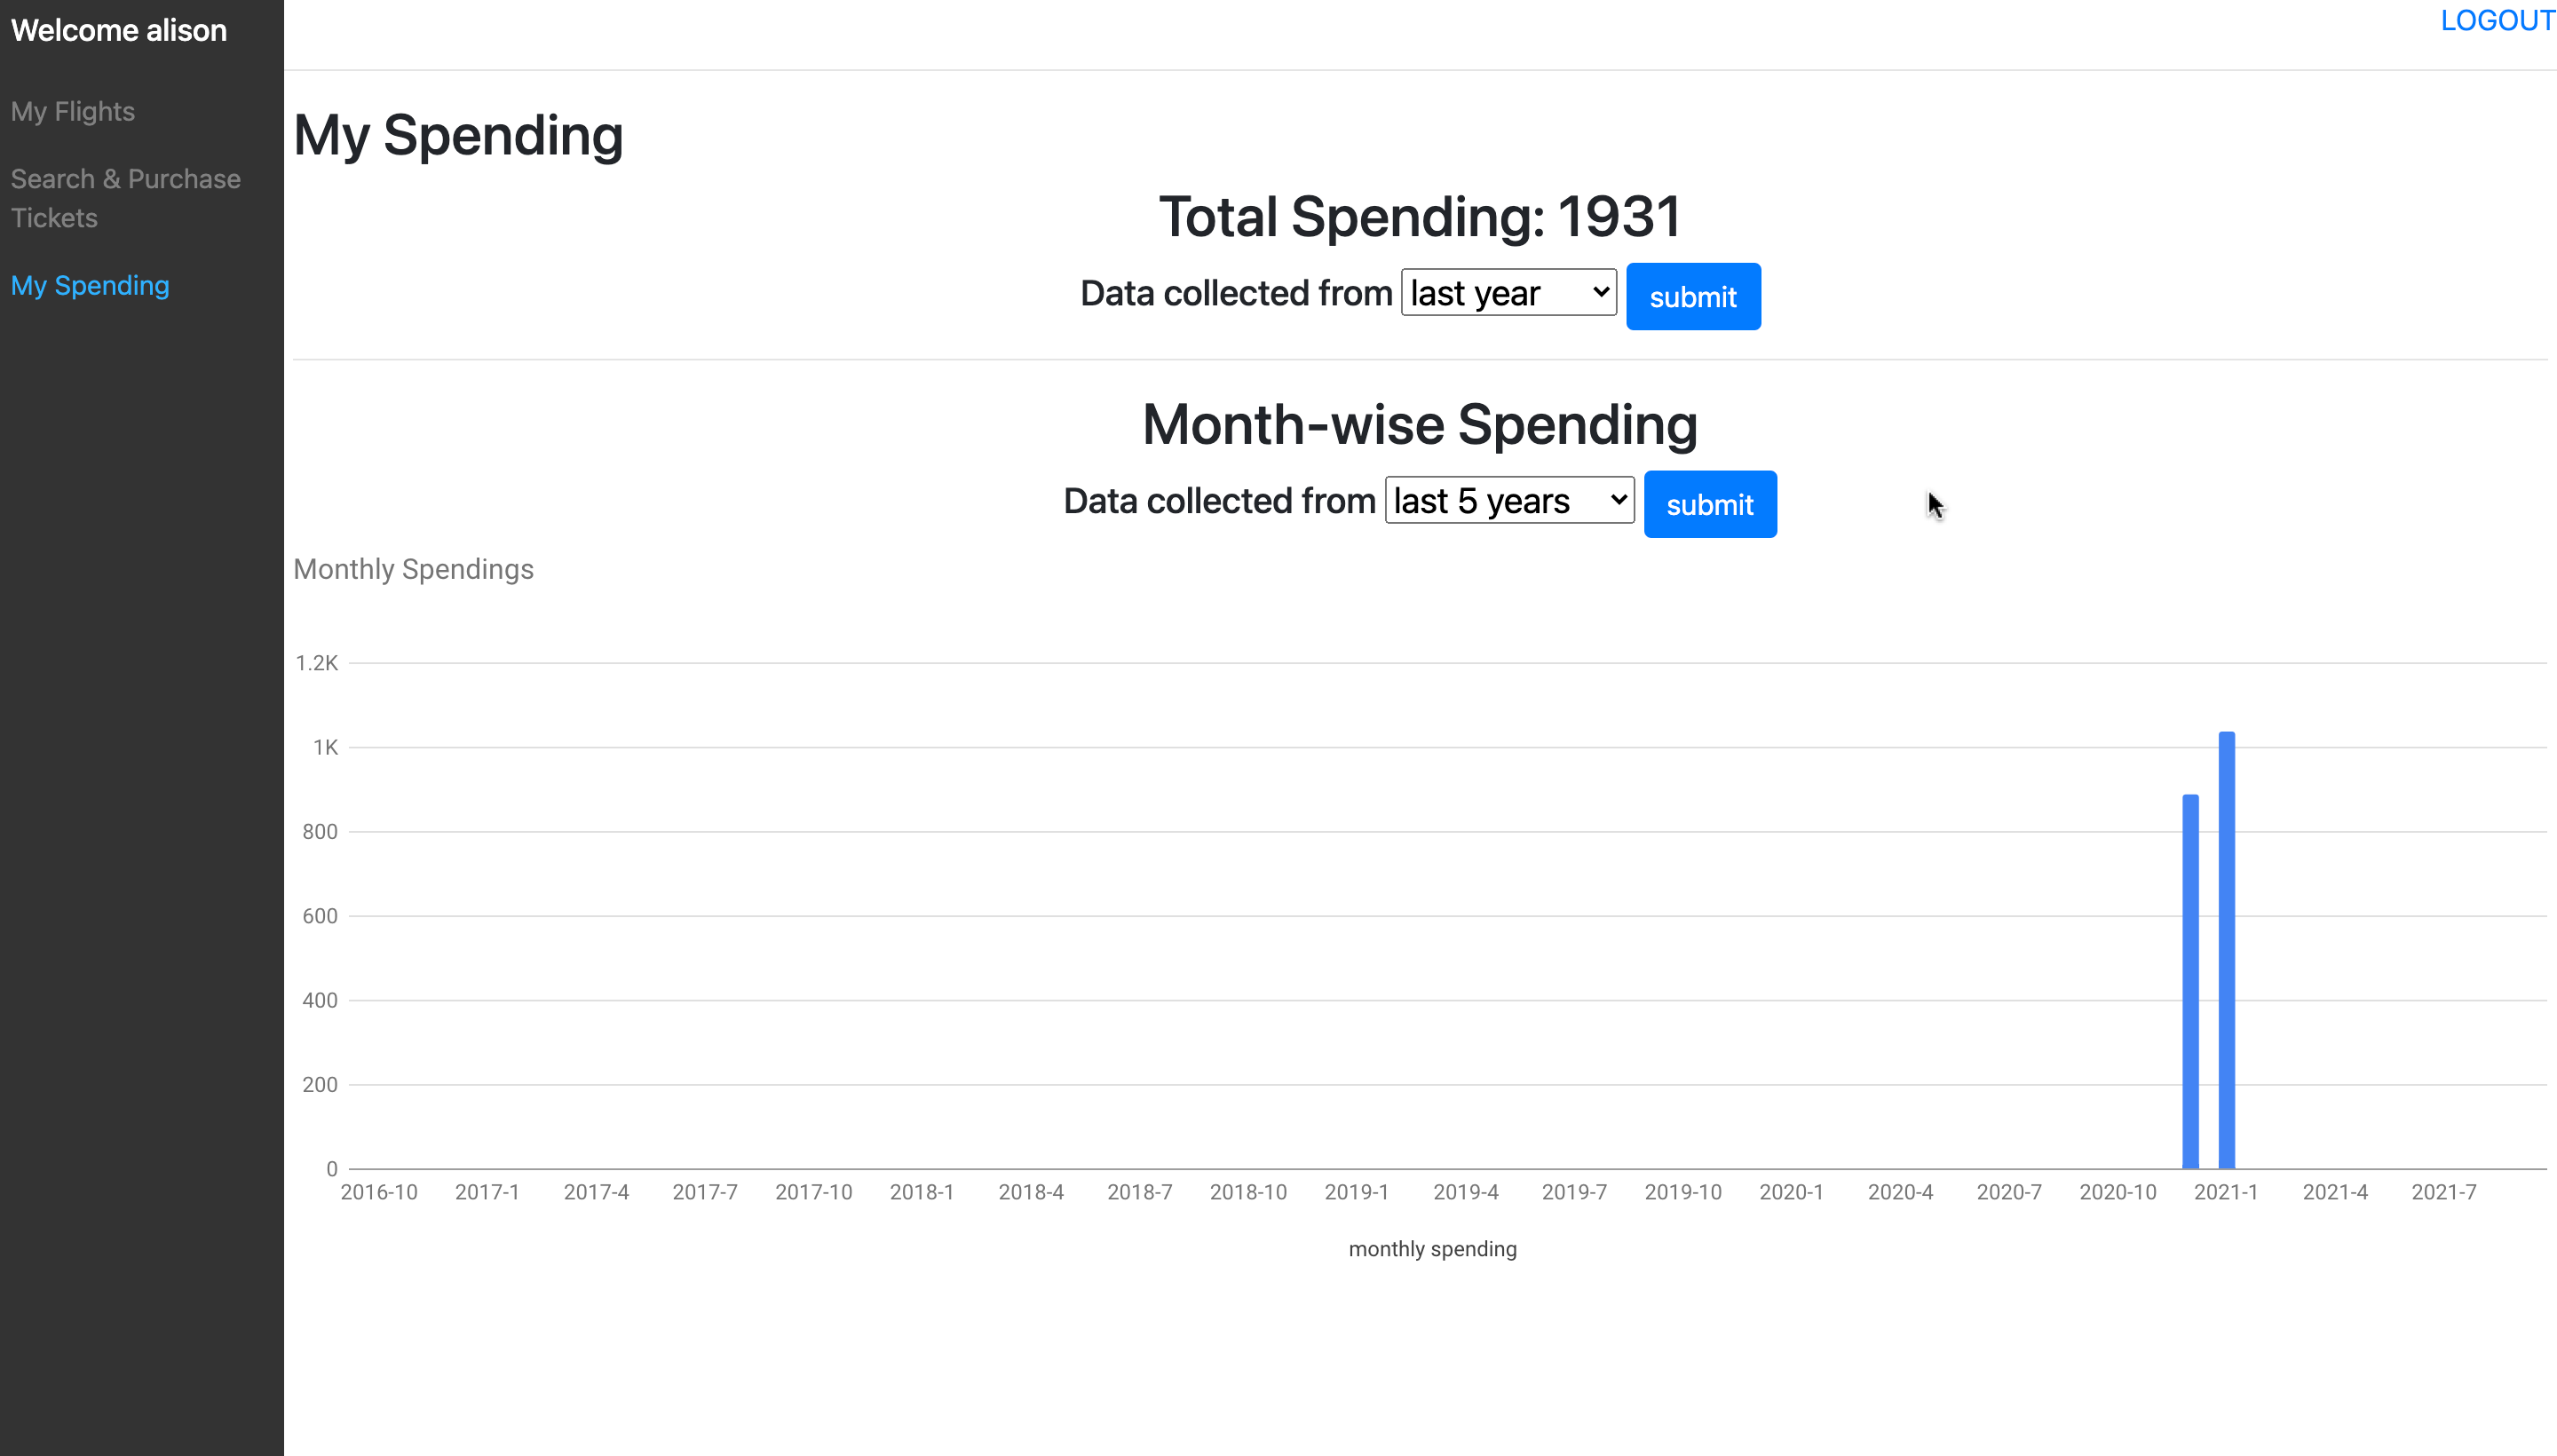 Welcome alison
My Flights
Search & Purchase
Tickets
My Spending
LOGOUT
My Spending
Total Spending: 1931
Data collected from last year submit
Month-wise Spending
Data collected from last 5 years submit
Monthly Spendings
1.2K
1K
800
600
400
200
0
2016-10 2017-1 2017-4 2017-7 2017-10 2018-1 2018-4 2018-7 2018-10 2019-1 2019-4 2019-7 2019-10 2020-1 2020-4 2020-7 2020-10 2021-1 2021-4 2021-7
monthly spending